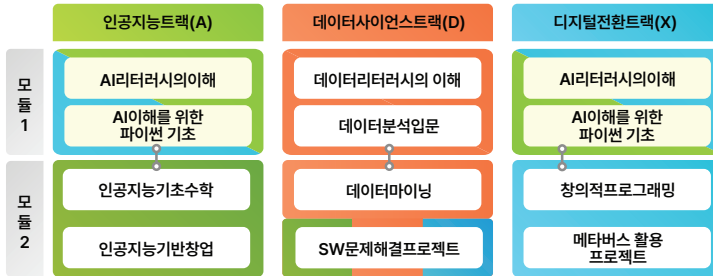 인공지능트랙(A)
데이터사이언스트랙(D)
디지털전환트랙(X)
모
듈
1
AI리터러시의이해
AI이해를 위한
파이썬 기초
데이터리터러시의 이해
데이터분석입문
AI리터러시의이해
AI이해를 위한
파이썬 기초
모
듈
2
인공지능기초수학
인공지능기반창업
데이터마이닝
SW문제해결프로젝트
창의적프로그래밍
메타버스 활용
프로젝트